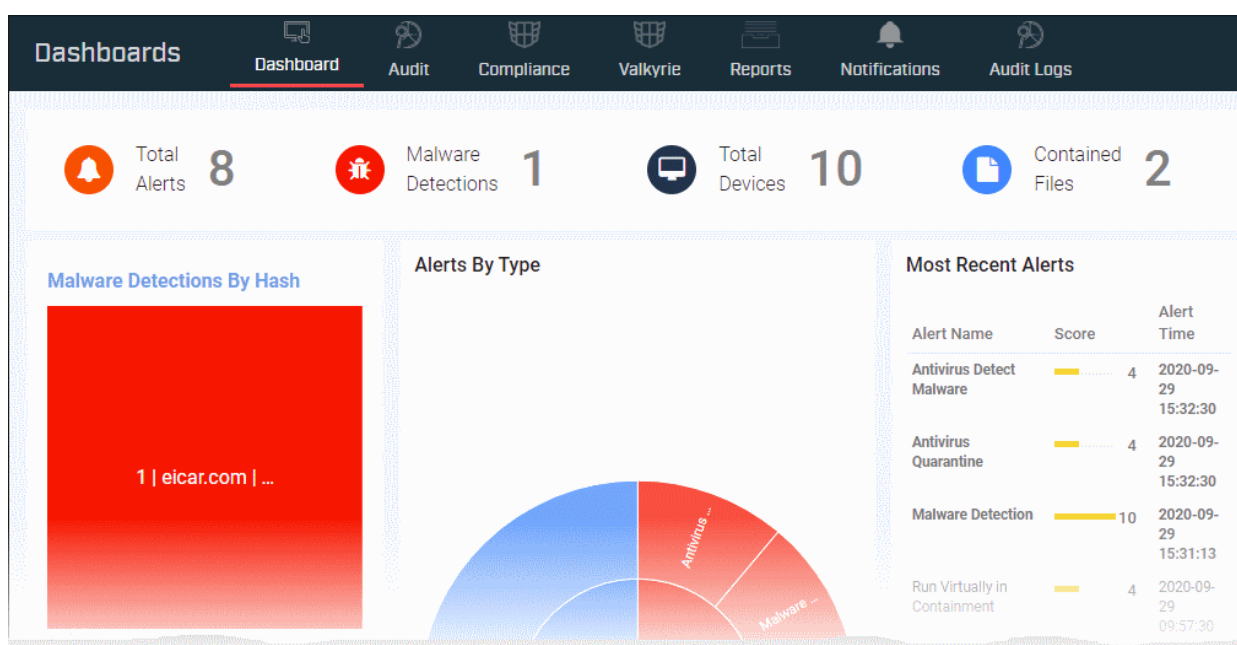 Dashboards
Dashboard
Audit
Compliance
Valkyrie
Reports
Notifications
Audit Logs
Total
Alerts
8
Malware
Detections
1
Total
Devices
10
Contained
Files
2
Malware Detections By Hash
1 | eicar.com | ...
Alerts By Type
Antivirus ...
Malware ...
Most Recent Alerts
Alert Name
Score
Alert
Time
Antivirus Detect
Malware
4
2020-09-
29
15:32:30
Antivirus
Quarantine
4
2020-09-
29
15:32:30
Malware Detection
10
2020-09-
29
15:31:13
Run Virtually in
Containment
4
2020-09-
29
09:57:30